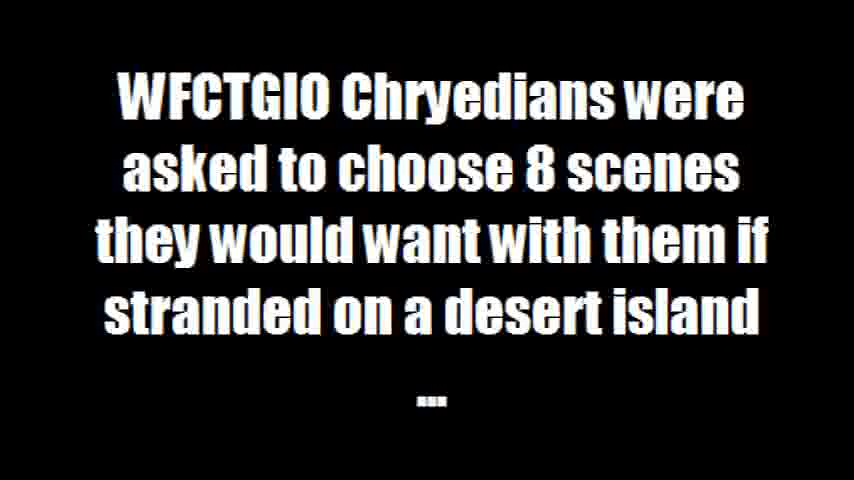 WFCTGIO Chryedians were
asked to choose 8 scenes
they would want with them if
stranded on a desert island
...